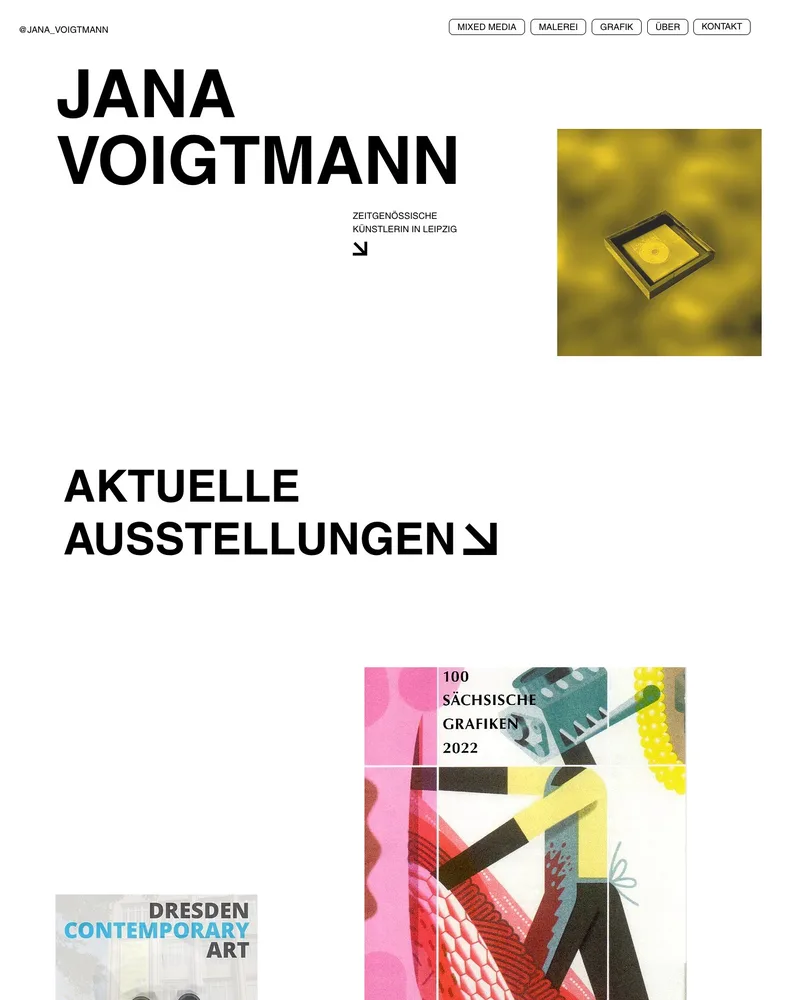 @JANA_VOIGTMANN
MIXED MEDIA
MALEREI
GRAFIK
ÜBER
KONTAKT
JANA
VOIGTMANN
ZEITGENÖSSISCHE
KÜNSTLERIN IN LEIPZIG
AKTUELLE
AUSSTELLUNGEN
100
SÄCHSISCHE
GRAFIKEN
2022
DRESDEN
CONTEMPORARY
ART